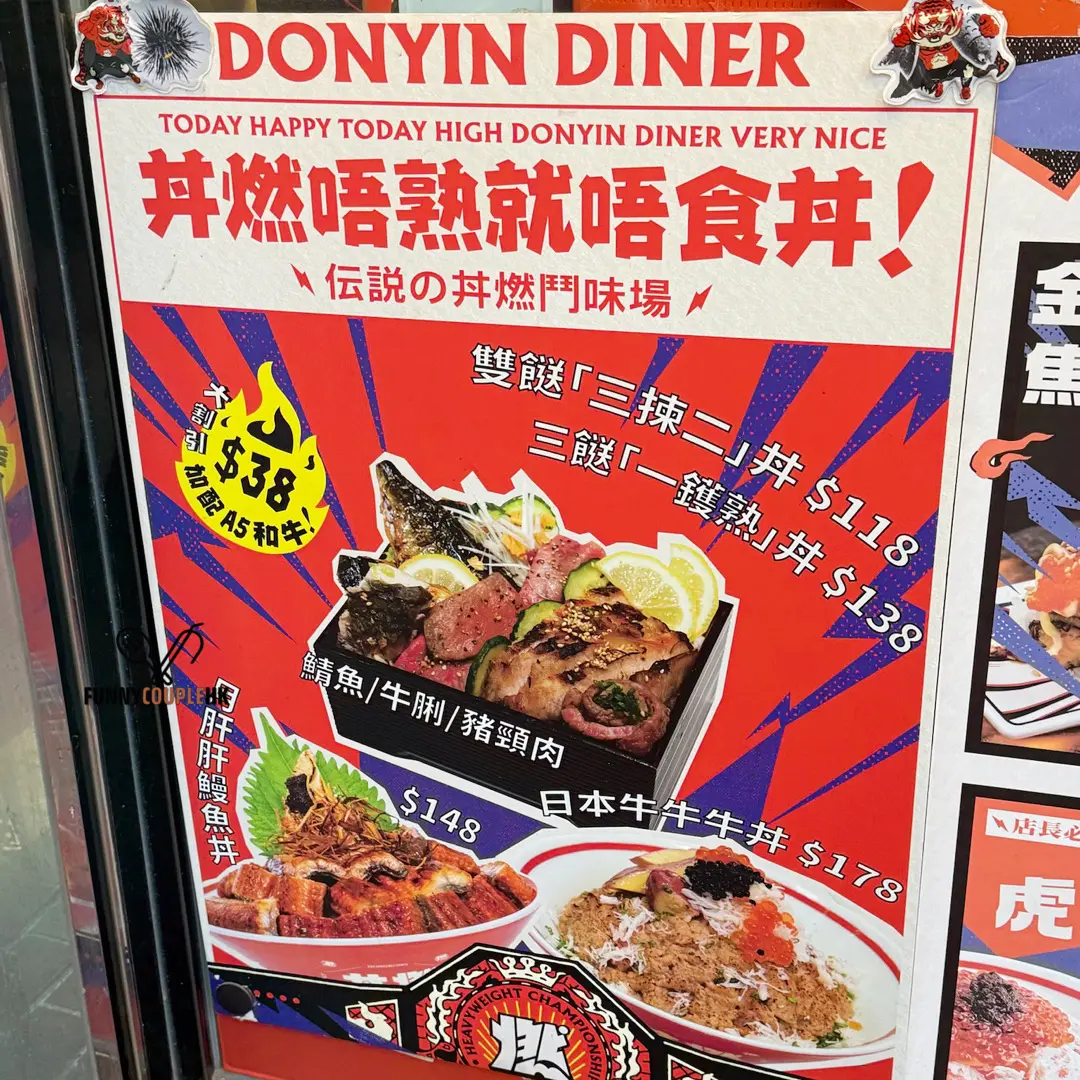 DONYIN DINER
TODAY HAPPY TODAY HIGH DONYIN DINER VERY NICE
丼燃唔熟就唔食丼!
伝説の丼燃鬥味場
大割引
$38
加配A5和牛!
雙餸「三揀二」丼 $118
三餸「一鑊熟」丼 $138
鯖魚/牛脷/豬頸肉
FUNNYCOUPLEHK
肝肝鰻魚丼
$148
日本牛牛牛丼 $178
HEAVYWEIGHT CHAMPIONSHIP
燃
金
焦
店長必
虎